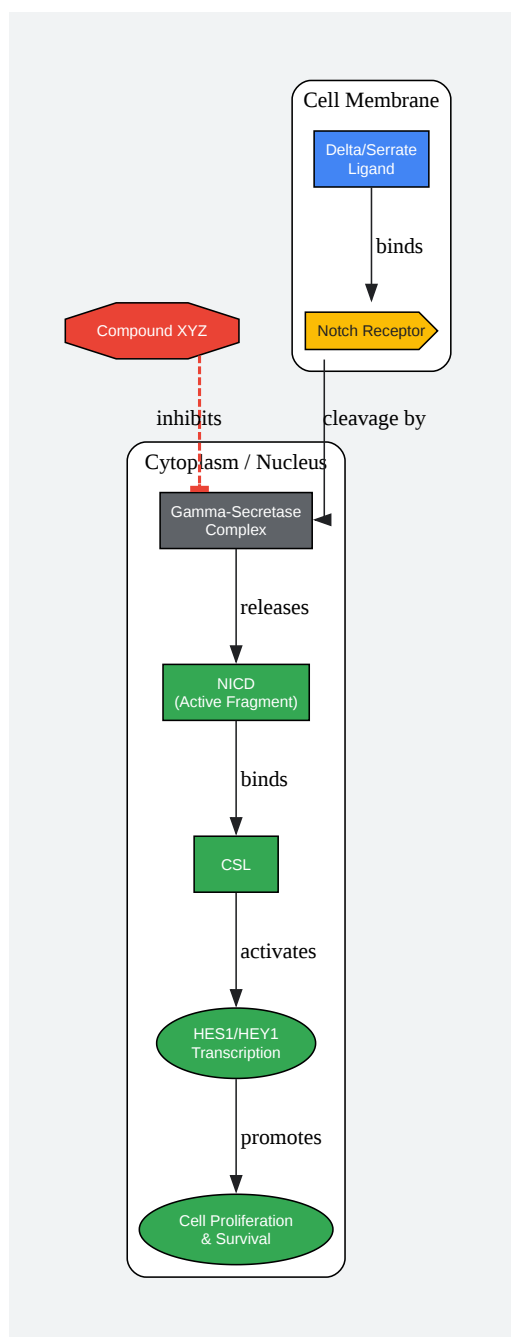 Cell Membrane
Delta/Serrate
Ligand
binds
Notch Receptor
Compound XYZ
inhibits
cleavage by
Cytoplasm / Nucleus
Gamma-Secretase
Complex
releases
NICD
(Active Fragment)
binds
CSL
activates
HES1/HEY1
Transcription
promotes
Cell Proliferation
& Survival